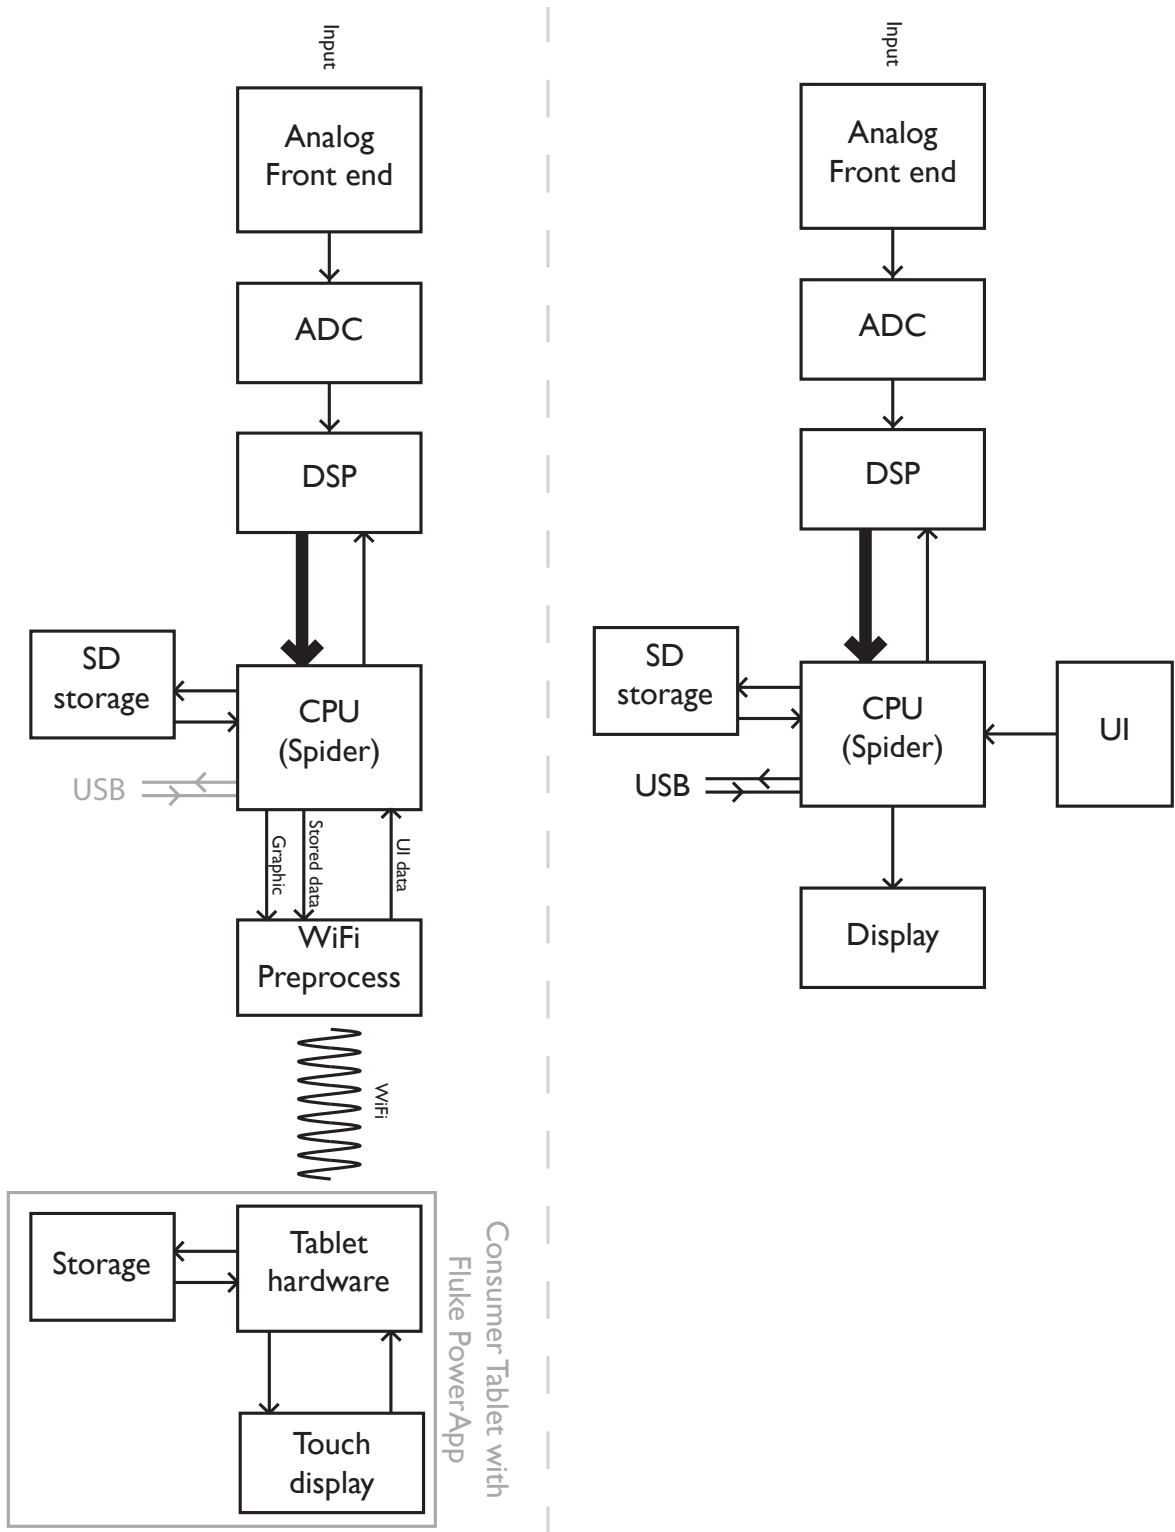 Input
Analog
Front end
ADC
DSP
SD
storage
CPU
(Spider)
USB
Graphic
Stored data
UI data
WiFi
Preprocess
WiFi
Storage
Tablet
hardware
Touch
display
Consumer Tablet with
Fluke PowerApp
Input
Analog
Front end
ADC
DSP
SD
storage
CPU
(Spider)
UI
USB
Display